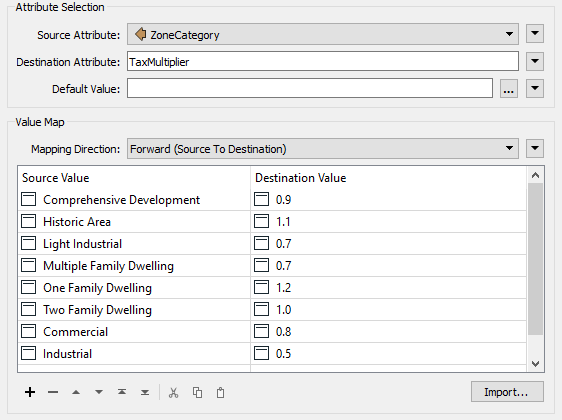 Attribute Selection
Source Attribute: ZoneCategory
Destination Attribute: TaxMultiplier
Default Value: ...
Value Map
Mapping Direction: Forward (Source To Destination)
Source Value Destination Value
Comprehensive Development 0.9
Historic Area 1.1
Light Industrial 0.7
Multiple Family Dwelling 0.7
One Family Dwelling 1.2
Two Family Dwelling 1.0
Commercial 0.8
Industrial 0.5
Import...